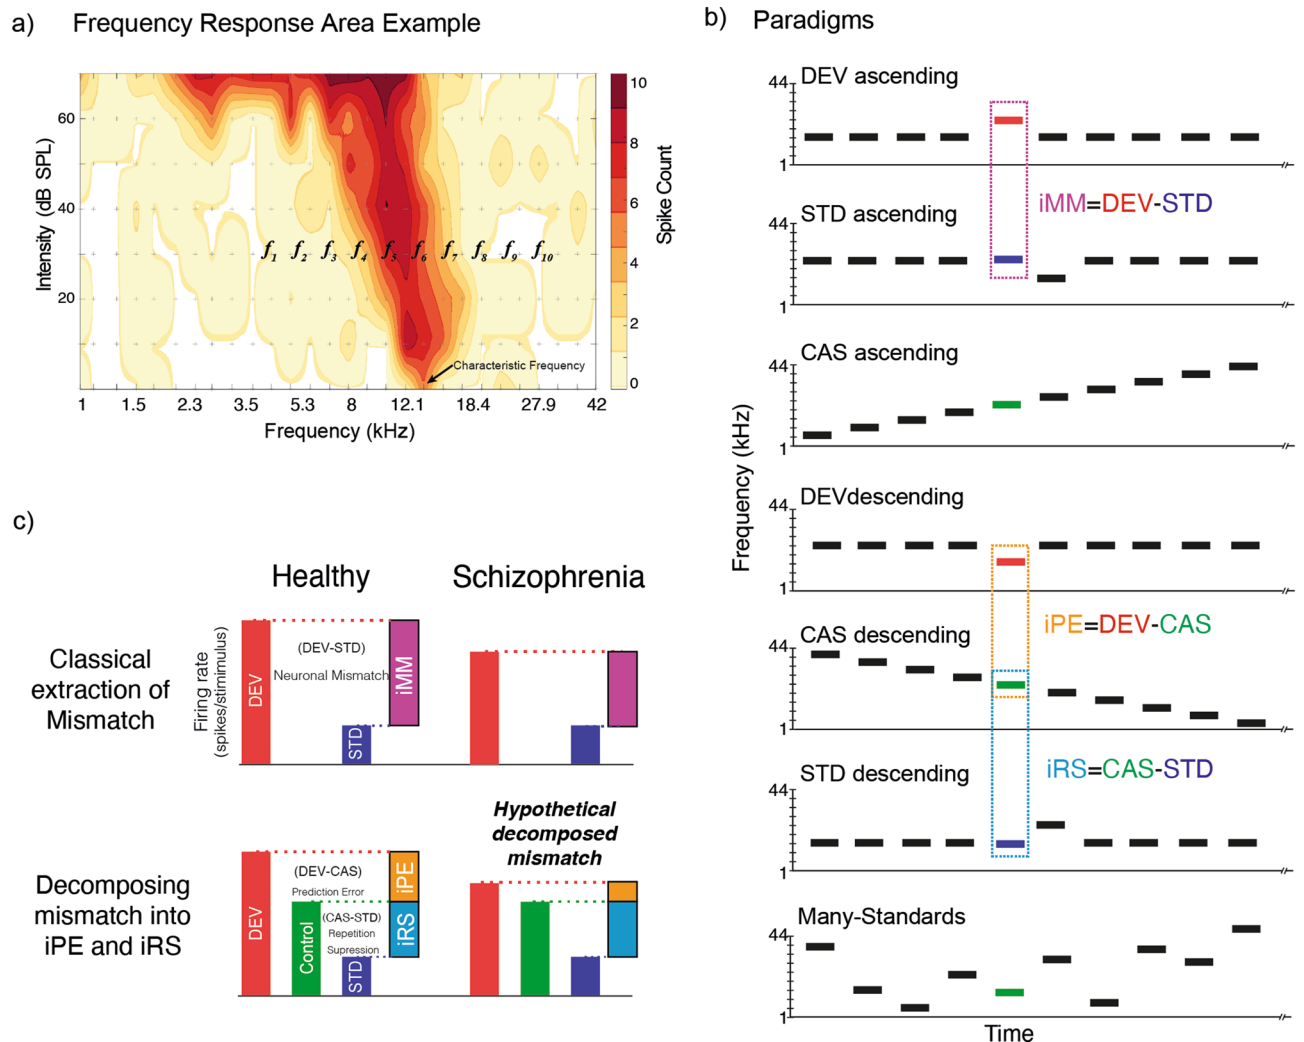 a) Frequency Response Area Example
60
40
20
Intensity (dB SPL)
f1 f2 f3 f4 f5 f6 f7 f8 f9 f10
Characteristic Frequency
1 1.5 2.3 3.5 5.3 8 12.1 18.4 27.9 42
Frequency (kHz)
10
8
6
4
2
0
Spike Count
b) Paradigms
DEV ascending
44
1
iMM=DEV-STD
STD ascending
44
1
CAS ascending
44
1
Frequency (kHz)
DEVdescending
44
1
iPE=DEV-CAS
CAS descending
44
1
iRS=CAS-STD
STD descending
44
1
Many-Standards
44
1
Time
c)
Healthy Schizophrenia
Classical
extraction of
Mismatch
Firing rate
(spikes/stimimulus)
DEV
(DEV-STD)
Neuronal Mismatch
STD
iMM
Hypothetical
decomposed
mismatch
Decomposing
mismatch into
iPE and iRS
DEV
(DEV-CAS)
Prediction Error
Control
(CAS-STD)
Repetition
Supression
STD
iPE
iRS